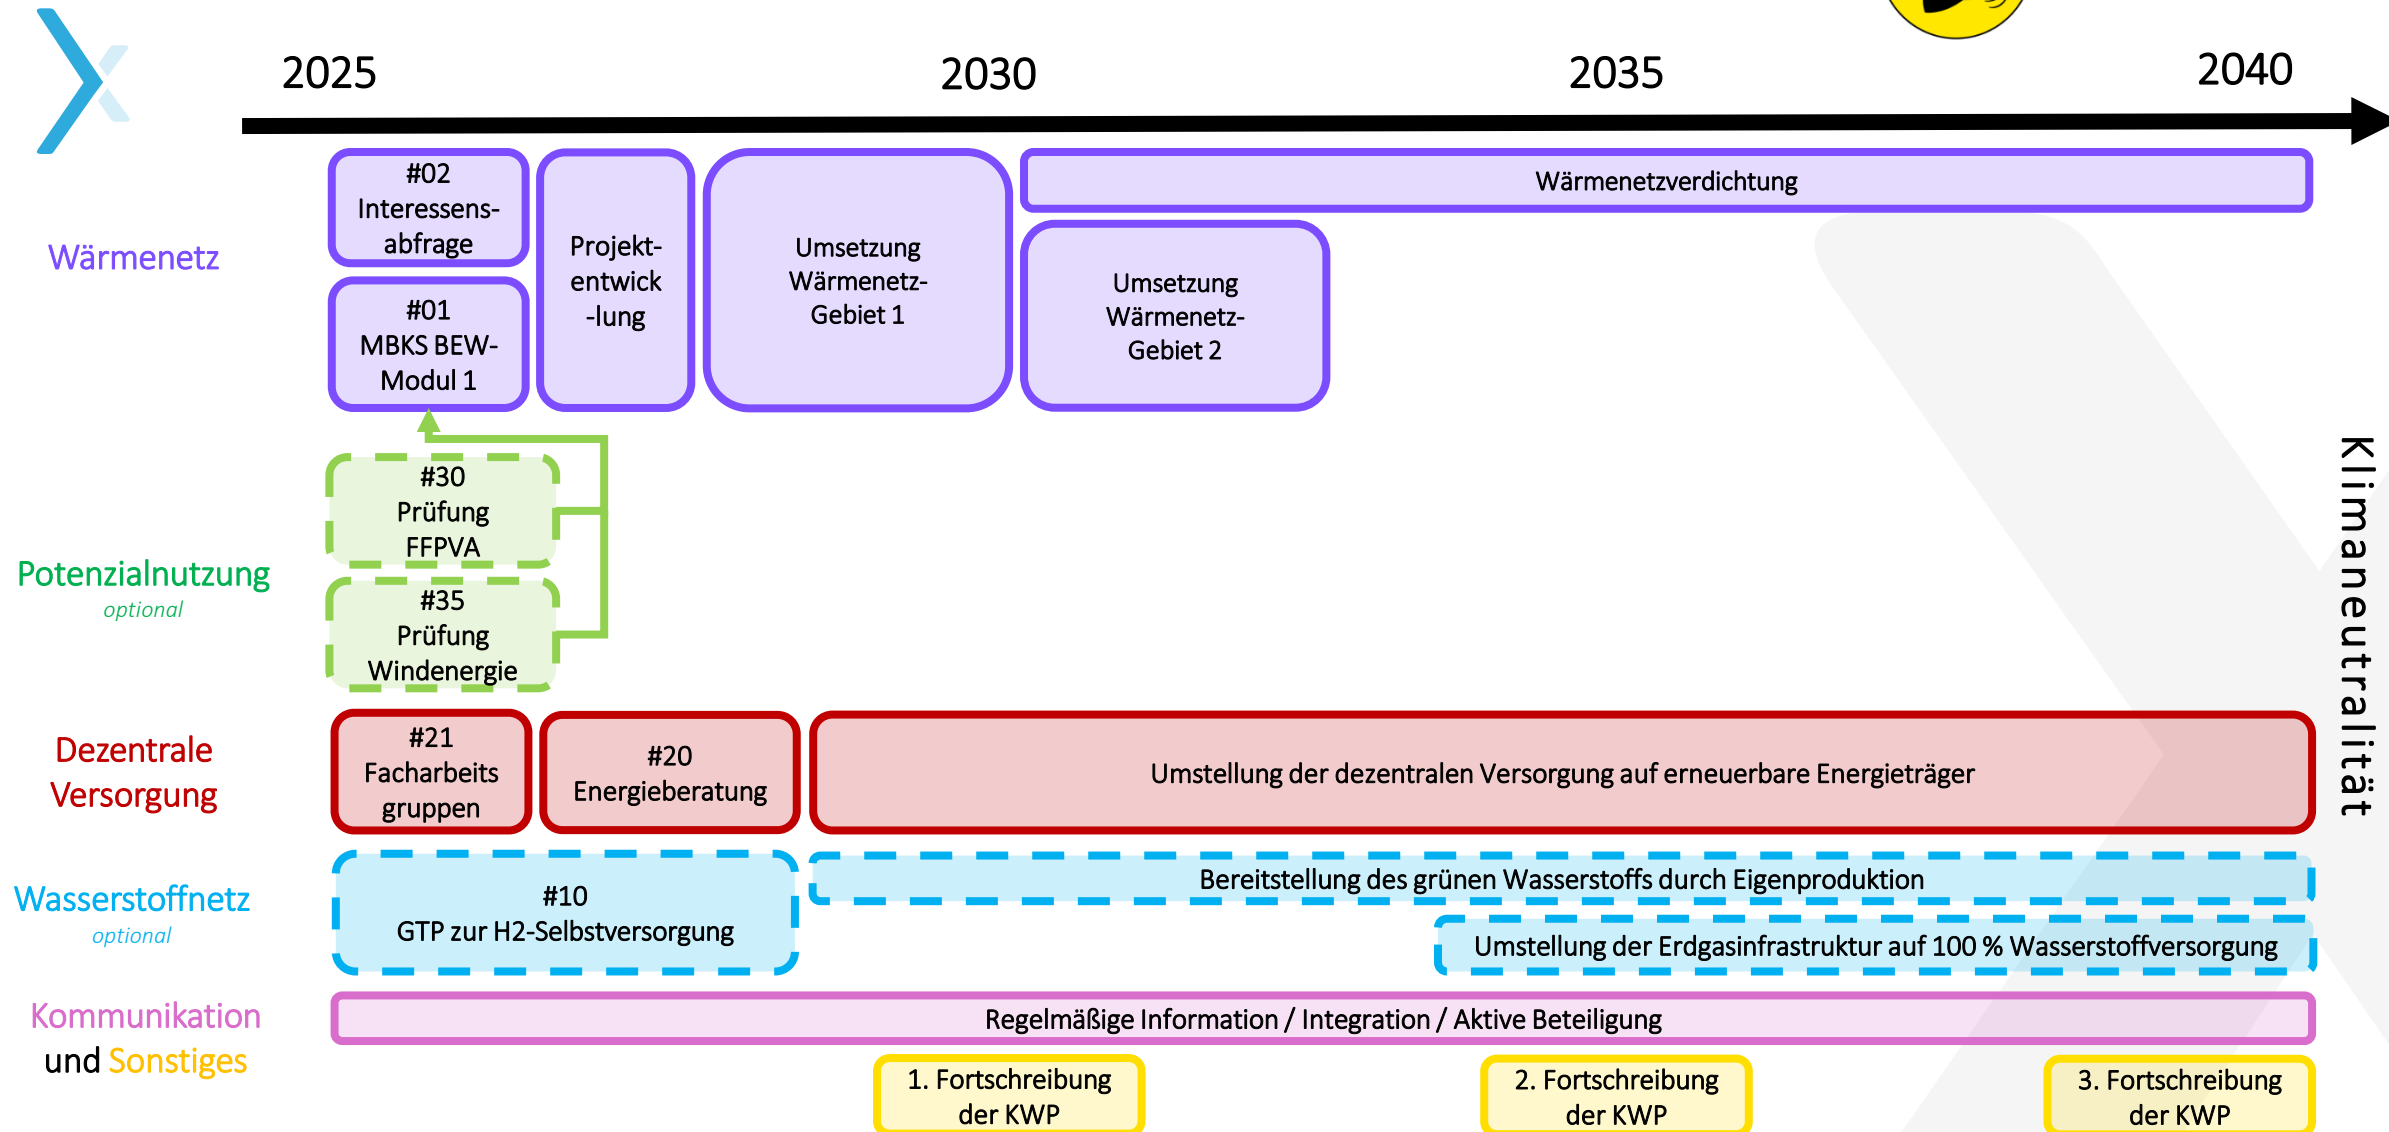 2025
2030
2035
2040
Wärmenetz
#02
Interessens-
abfrage
#01
MBKS BEW-
Modul 1
Projekt-
entwick
-lung
Umsetzung
Wärmenetz-
Gebiet 1
Wärmenetzverdichtung
Umsetzung
Wärmenetz-
Gebiet 2
Potenzialnutzung
optional
#30
Prüfung
FFPVA
#35
Prüfung
Windenergie
Dezentrale
Versorgung
#21
Facharbeits
gruppen
#20
Energieberatung
Umstellung der dezentralen Versorgung auf erneuerbare Energieträger
Wasserstoffnetz
optional
#10
GTP zur H2-Selbstversorgung
Bereitstellung des grünen Wasserstoffs durch Eigenproduktion
Umstellung der Erdgasinfrastruktur auf 100 % Wasserstoffversorgung
Kommunikation
und Sonstiges
Regelmäßige Information / Integration / Aktive Beteiligung
1. Fortschreibung
der KWP
2. Fortschreibung
der KWP
3. Fortschreibung
der KWP
Klimaneutralität